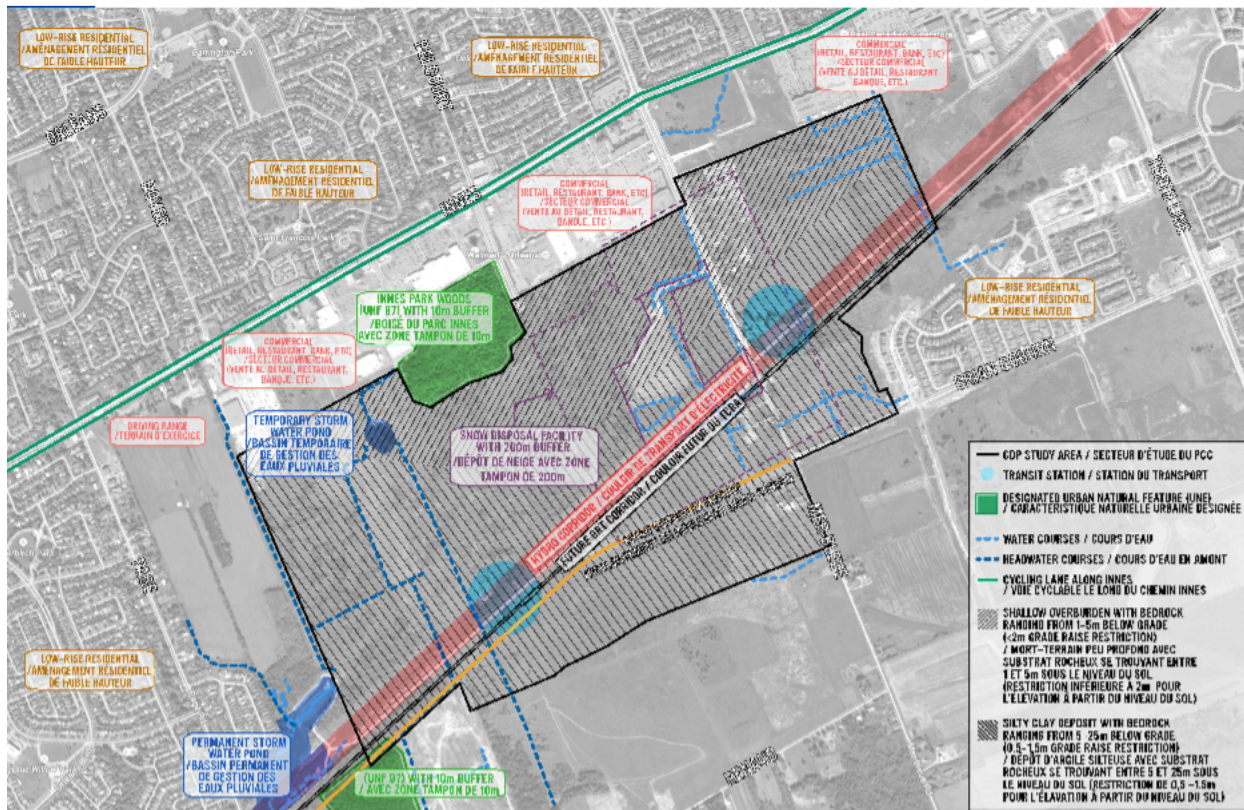 LOW-RISE RESIDENTIAL
/AMÉNAGEMENT RÉSIDENTIEL
DE FAIBLE HAUTEUR
LOW-RISE RESIDENTIAL
/AMÉNAGEMENT RÉSIDENTIEL
DE FAIBLE HAUTEUR
COMMERCIAL
(RETAIL, RESTAURANT, BANK, ETC)
/SECTEUR COMMERCIAL
(VENTE AU DÉTAIL, RESTAURANT,
BANQUE, ETC.)
LOW-RISE RESIDENTIAL
/AMÉNAGEMENT RÉSIDENTIEL
DE FAIBLE HAUTEUR
INNES
COMMERCIAL
(RETAIL, RESTAURANT, BANK, ETC)
/SECTEUR COMMERCIAL
(VENTE AU DÉTAIL, RESTAURANT,
BANQUE, ETC.)
INNES PARK WOODS
(UNF 97) WITH 10m BUFFER
/BOISÉ DU PARC INNES
AVEC ZONE TAMPON DE 10m
LOW-RISE RESIDENTIAL
/AMÉNAGEMENT RÉSIDENTIEL
DE FAIBLE HAUTEUR
COMMERCIAL
(RETAIL, RESTAURANT, BANK, ETC)
/SECTEUR COMMERCIAL
(VENTE AU DÉTAIL, RESTAURANT,
BANQUE, ETC.)
DRIVING RANGE
/TERRAIN D'EXERCICE
TEMPORARY STORM
WATER POND
/BASSIN TEMPORAIRE
DE GESTION DES
EAUX PLUVIALES
SNOW DISPOSAL FACILITY
WITH 200m BUFFER
/DÉPÔT DE NEIGE AVEC ZONE
TAMPON DE 200m
HYDRO CORRIDOR / COULOIR DE TRANSPORT D'ÉLECTRICITÉ
FUTURE BRT CORRIDOR / COULOIR FUTUR DU TCRA
LOW-RISE RESIDENTIAL
/AMÉNAGEMENT RÉSIDENTIEL
DE FAIBLE HAUTEUR
PERMANENT STORM
WATER POND
/BASSIN PERMANENT
DE GESTION DES
EAUX PLUVIALES
(UNF 97) WITH 10m BUFFER
/ AVEC ZONE TAMPON DE 10m
CDP STUDY AREA / SECTEUR D'ÉTUDE DU PCC
TRANSIT STATION / STATION DU TRANSPORT
DESIGNATED URBAN NATURAL FEATURE (UNF)
/ CARACTÉRISTIQUE NATURELLE URBAINE DÉSIGNÉE
WATER COURSES / COURS D'EAU
HEADWATER COURSES / COURS D'EAU EN AMONT
CYCLING LANE ALONG INNES
/ VOIE CYCLABLE LE LONG DU CHEMIN INNES
SHALLOW OVERBURDEN WITH BEDROCK
RANGING FROM 1-5m BELOW GRADE
(<2m GRADE RAISE RESTRICTION)
/ MORT-TERRAIN PEU PROFOND AVEC
SUBSTRAT ROCHEUX SE TROUVANT ENTRE
1 ET 5m SOUS LE NIVEAU DU SOL
(RESTRICTION INFÉRIEURE À 2m POUR
L'ÉLÉVATION À PARTIR DU NIVEAU DU SOL)
SILTY CLAY DEPOSIT WITH BEDROCK
RANGING FROM 5-25m BELOW GRADE
(0.5-1.5m GRADE RAISE RESTRICTION)
/ DÉPÔT D'ARGILE SILTEUSE AVEC SUBSTRAT
ROCHEUX SE TROUVANT ENTRE 5 ET 25m SOUS
LE NIVEAU DU SOL (RESTRICTION DE 0,5 -1.5m
POUR L'ÉLAVATION À PARTIR DU NIVEAU DU SOL)